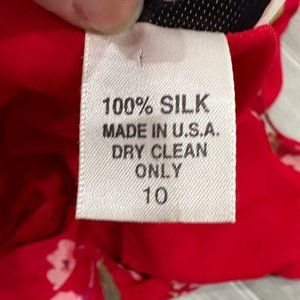 100% SILK
MADE IN U.S.A.
DRY CLEAN
ONLY
10